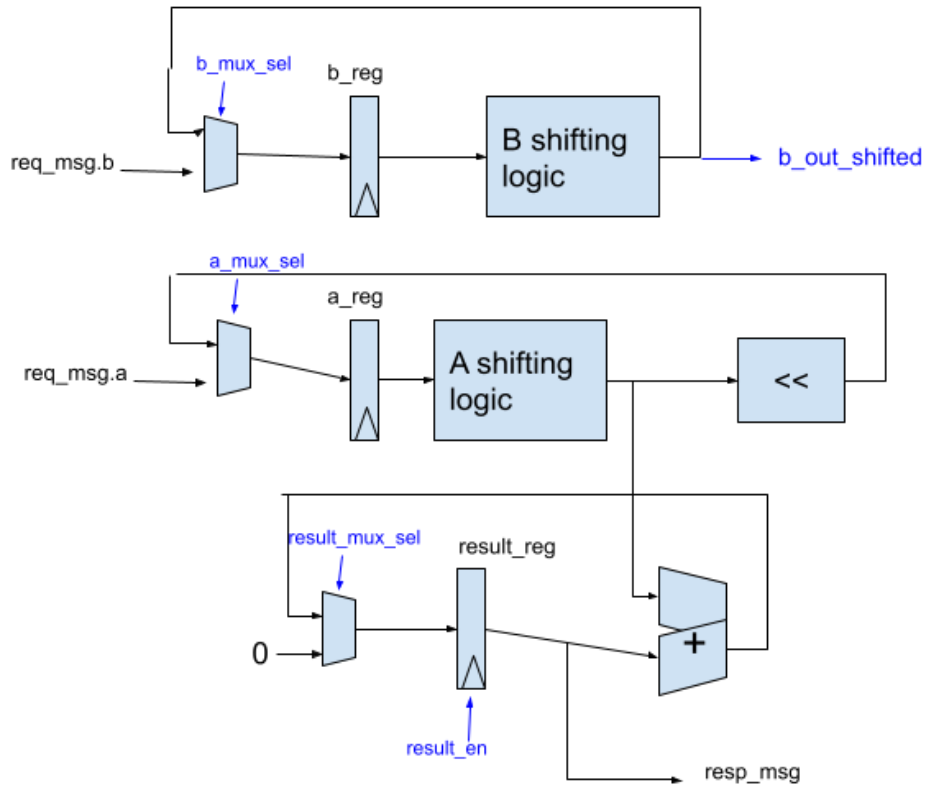 b_mux_sel
b_reg
req_msg.b
B shifting
logic
b_out_shifted
a_mux_sel
a_reg
req_msg.a
A shifting
logic
<<
result_mux_sel
result_reg
0
+
result_en
resp_msg